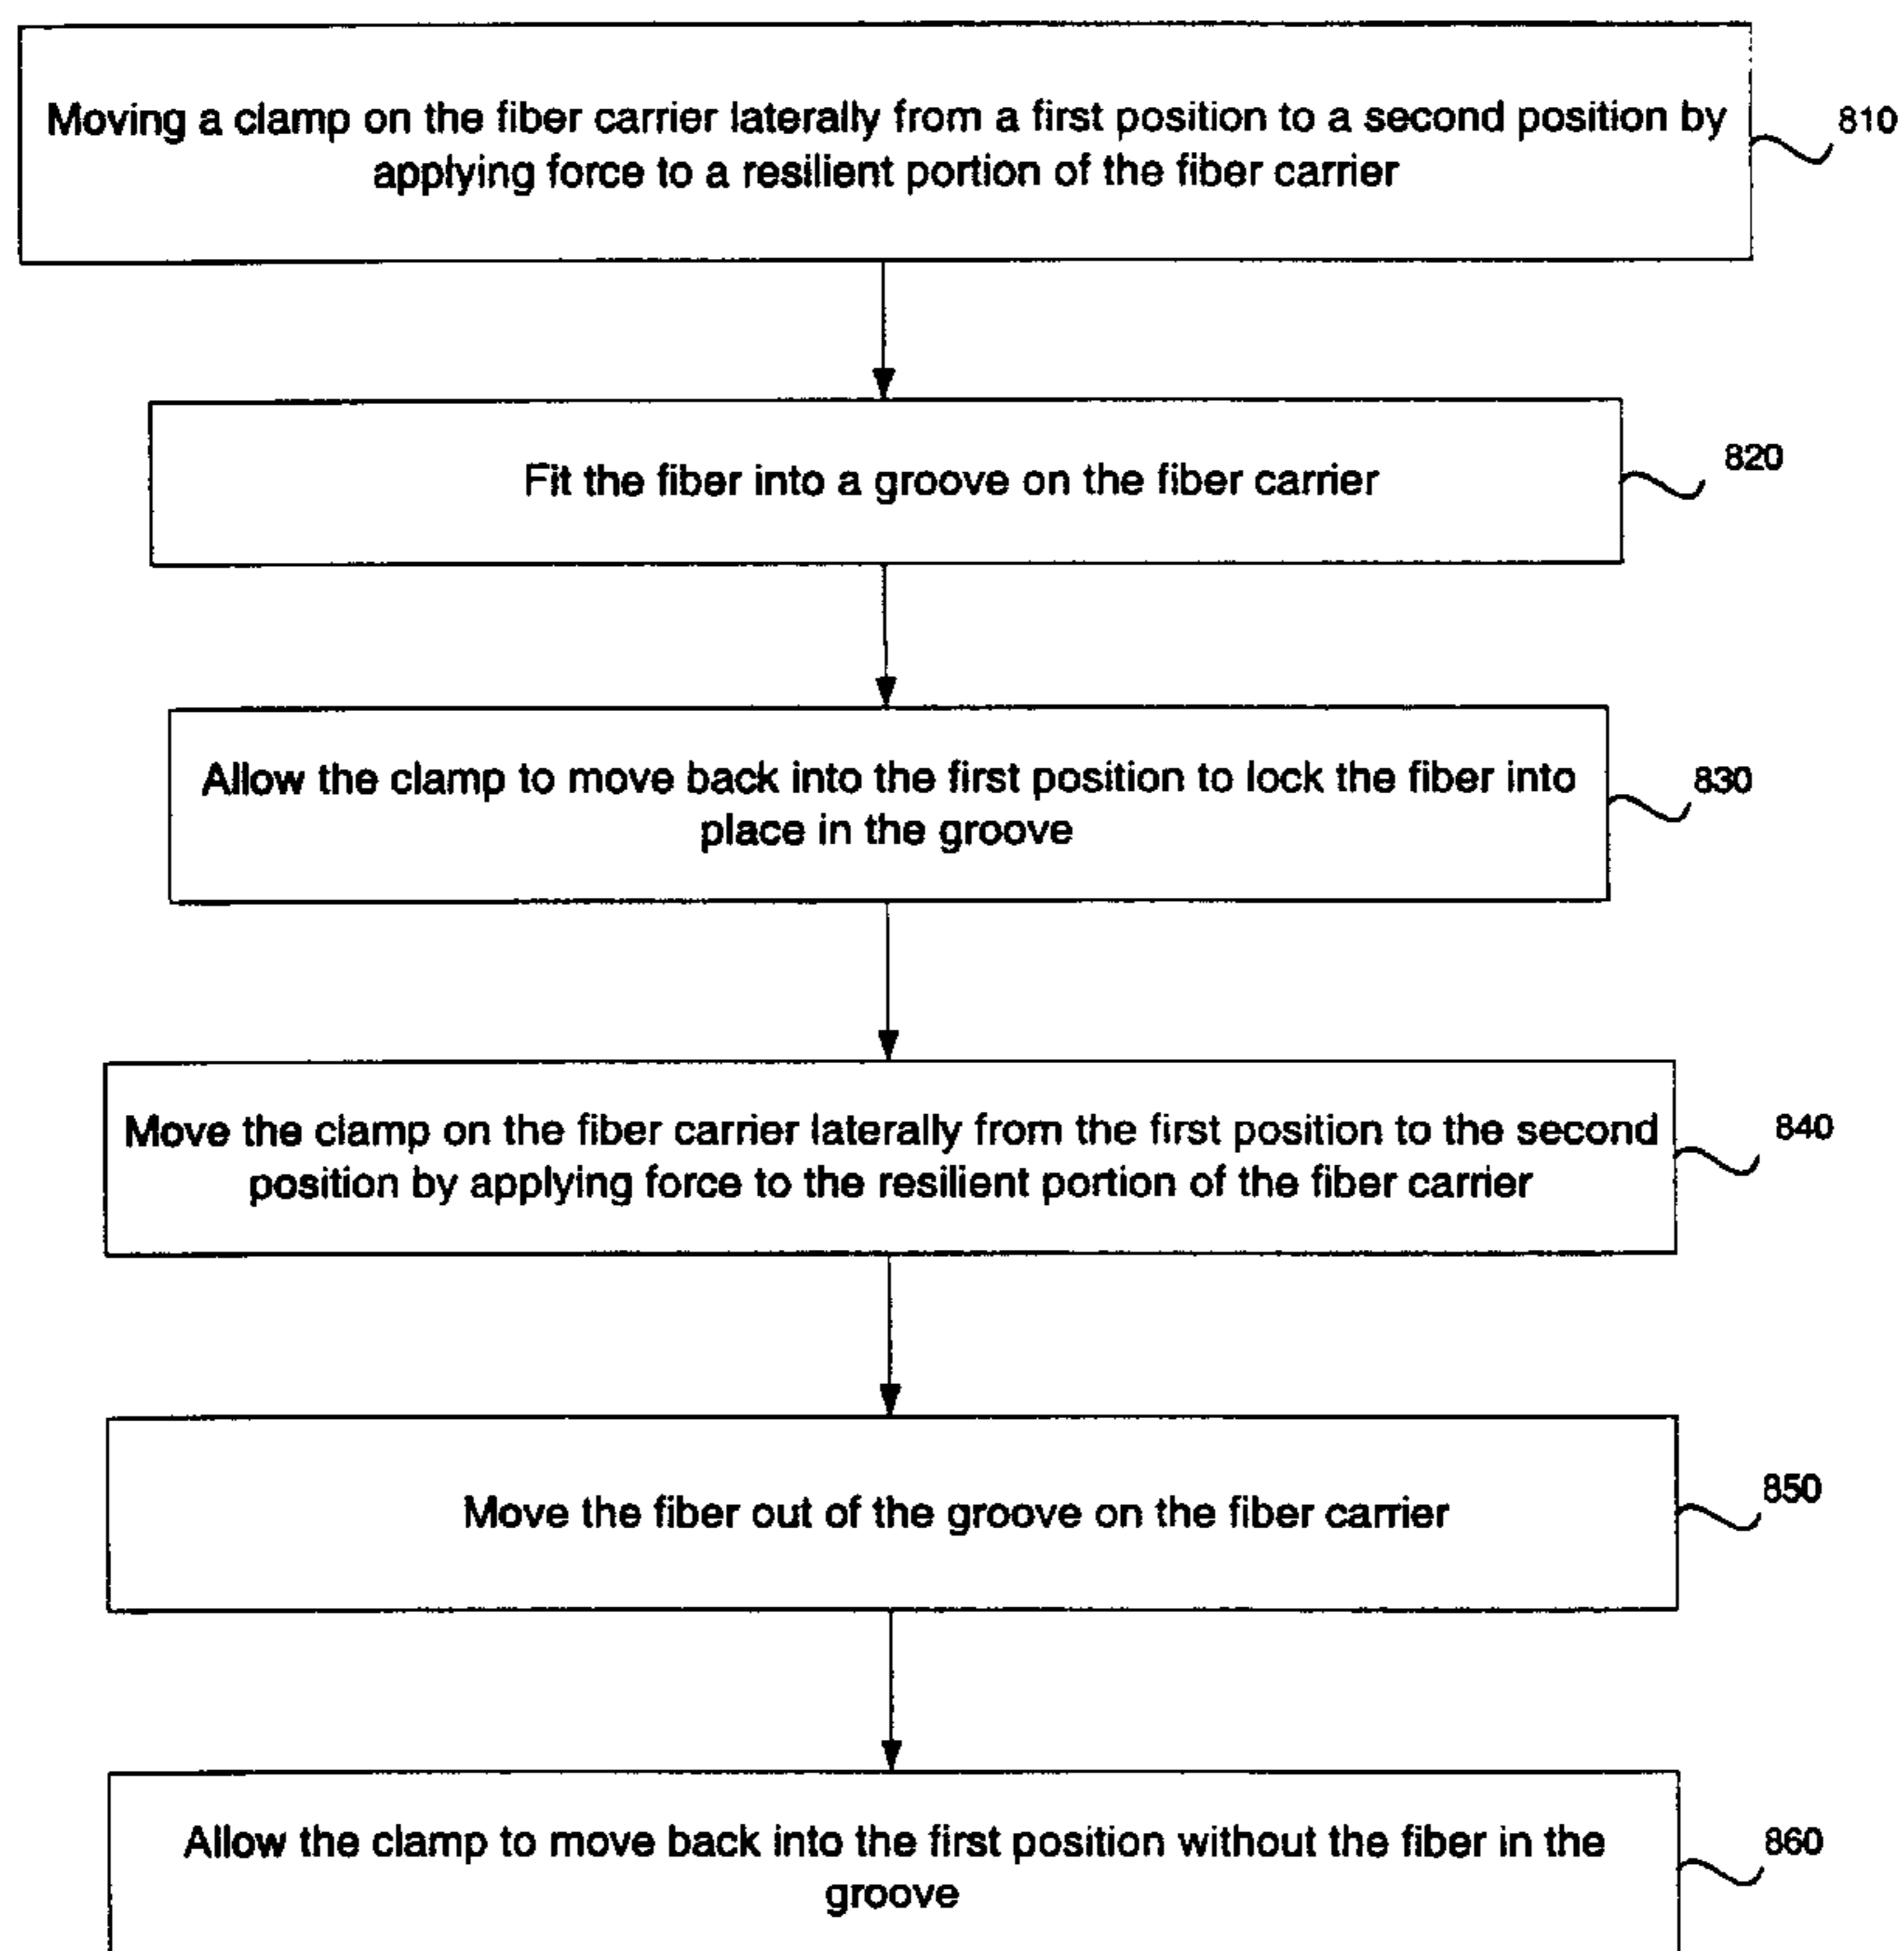 Moving a clamp on the fiber carrier laterally from a first position to a second position by
applying force to a resilient portion of the fiber carrier
810
Fit the fiber into a groove on the fiber carrier
820
Allow the clamp to move back into the first position to lock the fiber into
place in the groove
830
Move the clamp on the fiber carrier laterally from the first position to the second
position by applying force to the resilient portion of the fiber carrier
840
Move the fiber out of the groove on the fiber carrier
850
Allow the clamp to move back into the first position without the fiber in the
groove
860